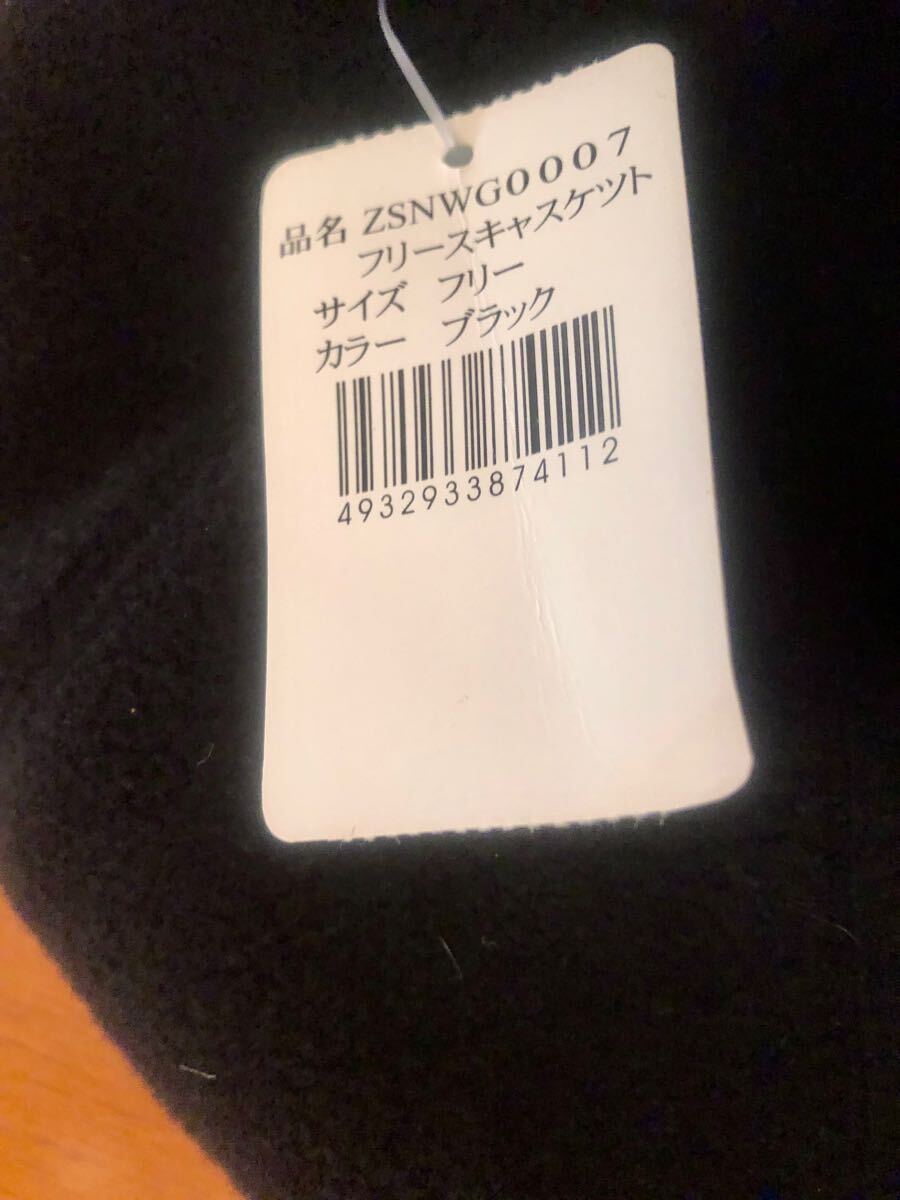 品名 ZSNWG0007
フリースキャスケット
サイズ　フリー
カラー　ブラック
4932933874112